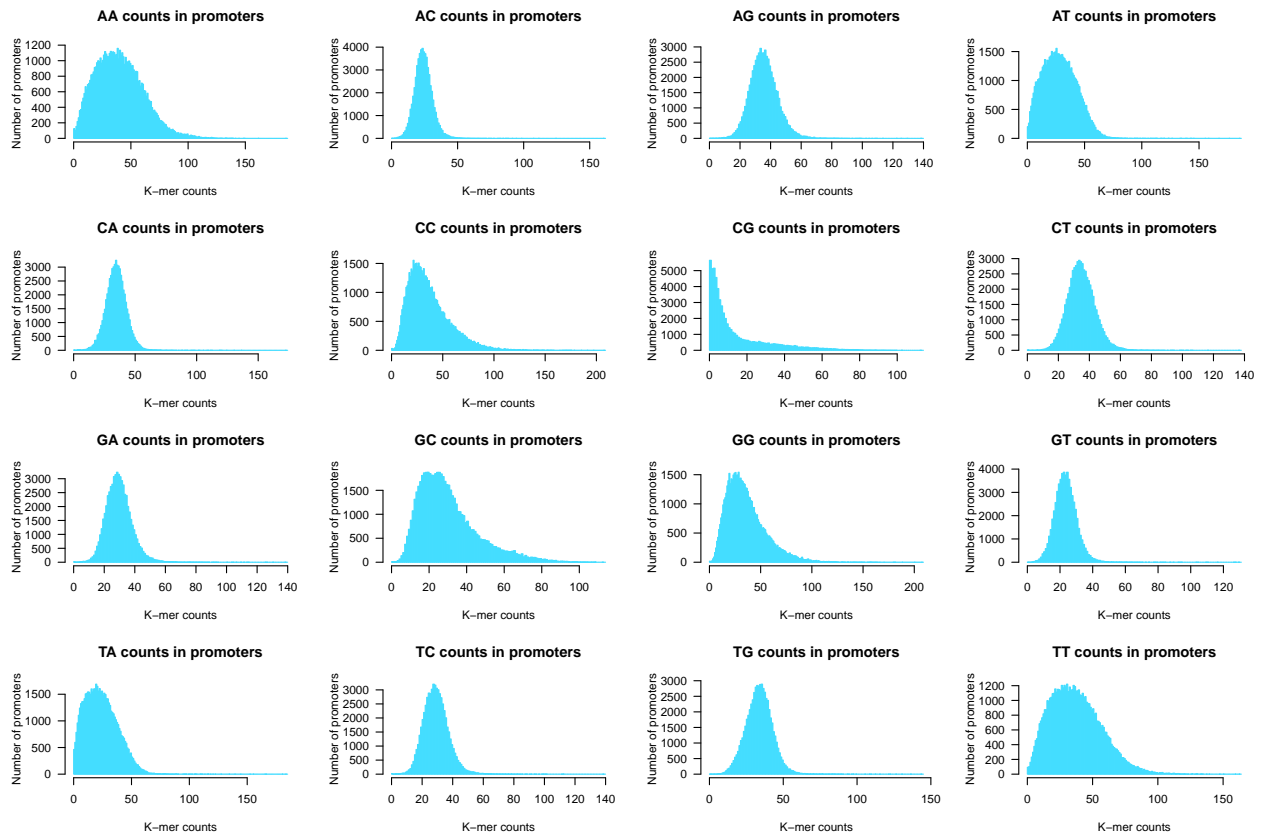 AA counts in promoters
Number of promoters
0 200 400 600 800 1000 1200
0 50 100 150
K−mer counts
AC counts in promoters
Number of promoters
0 1000 2000 3000 4000
0 50 100 150
K−mer counts
AG counts in promoters
Number of promoters
0 500 1000 1500 2000 2500 3000
0 20 40 60 80 100 120 140
K−mer counts
AT counts in promoters
Number of promoters
0 500 1000 1500
0 50 100 150
K−mer counts
CA counts in promoters
Number of promoters
0 500 1000 1500 2000 2500 3000
0 50 100 150
K−mer counts
CC counts in promoters
Number of promoters
0 500 1000 1500
0 50 100 150 200
K−mer counts
CG counts in promoters
Number of promoters
0 1000 2000 3000 4000 5000
0 20 40 60 80 100
K−mer counts
CT counts in promoters
Number of promoters
0 500 1000 1500 2000 2500 3000
0 20 40 60 80 100 120 140
K−mer counts
GA counts in promoters
Number of promoters
0 500 1000 1500 2000 2500 3000
0 20 40 60 80 100 120 140
K−mer counts
GC counts in promoters
Number of promoters
0 500 1000 1500
0 20 40 60 80 100
K−mer counts
GG counts in promoters
Number of promoters
0 500 1000 1500
0 50 100 150 200
K−mer counts
GT counts in promoters
Number of promoters
0 1000 2000 3000 4000
0 20 40 60 80 100 120
K−mer counts
TA counts in promoters
Number of promoters
0 500 1000 1500
0 50 100 150
K−mer counts
TC counts in promoters
Number of promoters
0 500 1000 1500 2000 2500 3000
0 20 40 60 80 100 120 140
K−mer counts
TG counts in promoters
Number of promoters
0 500 1000 1500 2000 2500 3000
0 50 100 150
K−mer counts
TT counts in promoters
Number of promoters
0 200 400 600 800 1000 1200
0 50 100 150
K−mer counts